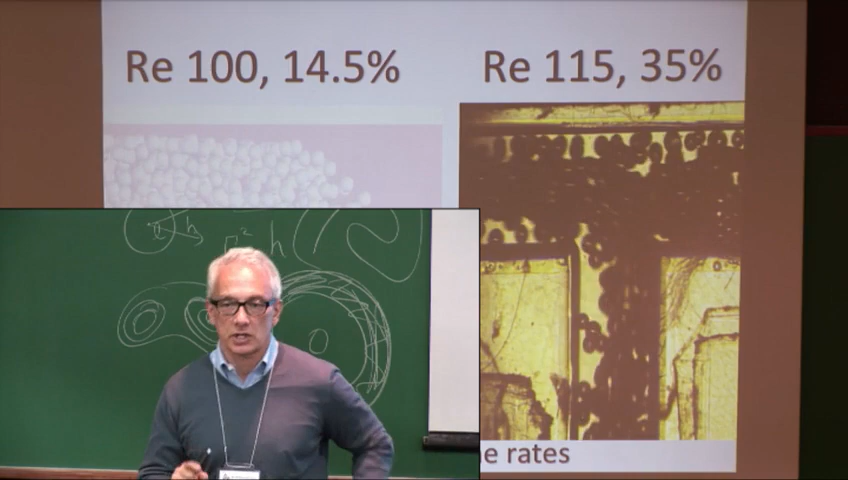 Re 100, 14.5%
Re 115, 35%
e rates